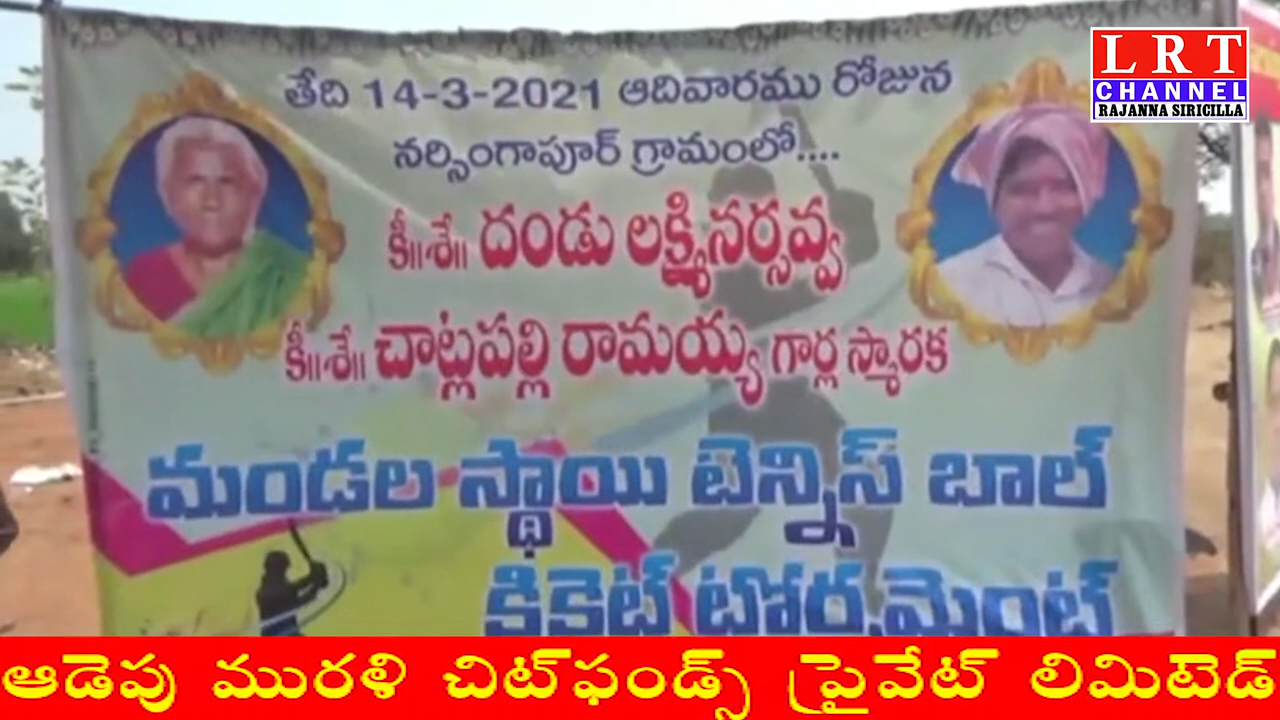 LRT
CHANNEL
RAJANNA SIRICILLA
తేది 14-3-2021 ఆదివారము రోజున
నర్సింగాపూర్ గ్రామంలో....
కీ॥శే॥ దండు లక్ష్మినర్సవ్వ
కీ॥శే॥ చాట్లపల్లి రామయ్య గార్ల స్మారక
మండల స్థాయి టెన్నిస్ బాల్
క్రికెట్ టోర్నమెంట్
ఆడెపు మురళి చిట్‌ఫండ్స్ ప్రైవేట్ లిమిటెడ్